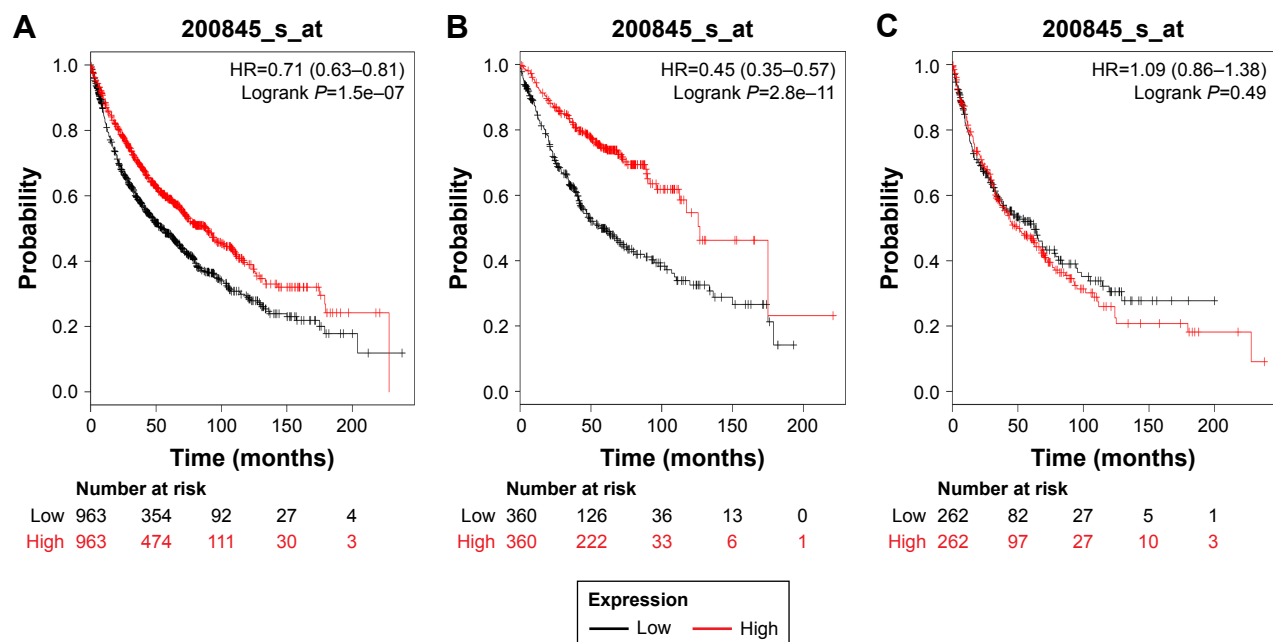 A
200845_s_at
HR=0.71 (0.63–0.81)
Logrank P=1.5e–07
Probability
1.0
0.8
0.6
0.4
0.2
0.0
0 50 100 150 200
Time (months)
Number at risk
Low 963 354 92 27 4
High 963 474 111 30 3
B
200845_s_at
HR=0.45 (0.35–0.57)
Logrank P=2.8e–11
Probability
1.0
0.8
0.6
0.4
0.2
0.0
0 50 100 150 200
Time (months)
Number at risk
Low 360 126 36 13 0
High 360 222 33 6 1
C
200845_s_at
HR=1.09 (0.86–1.38)
Logrank P=0.49
Probability
1.0
0.8
0.6
0.4
0.2
0.0
0 50 100 150 200
Time (months)
Number at risk
Low 262 82 27 5 1
High 262 97 27 10 3
Expression
Low High